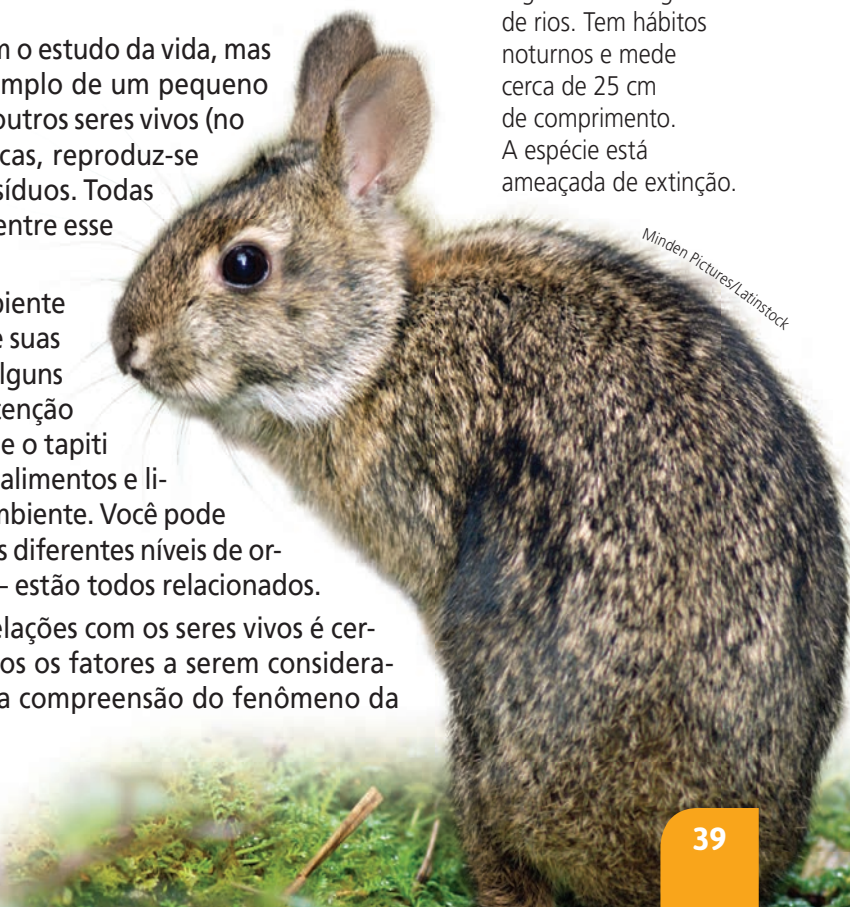 m o estudo da vida, mas
mplo de um pequeno
outros seres vivos (no
cas, reproduz-se
síduos. Todas
entre esse
biente
e suas
lguns
tenção
e o tapiti
alimentos e li-
mbiente. Você pode
s diferentes níveis de or-
– estão todos relacionados.
elações com os seres vivos é cer-
os os fatores a serem considera-
a compreensão do fenômeno da
de rios. Tem hábitos
noturnos e mede
cerca de 25 cm
de comprimento.
A espécie está
ameaçada de extinção.
Minden Pictures/Latinstock
39